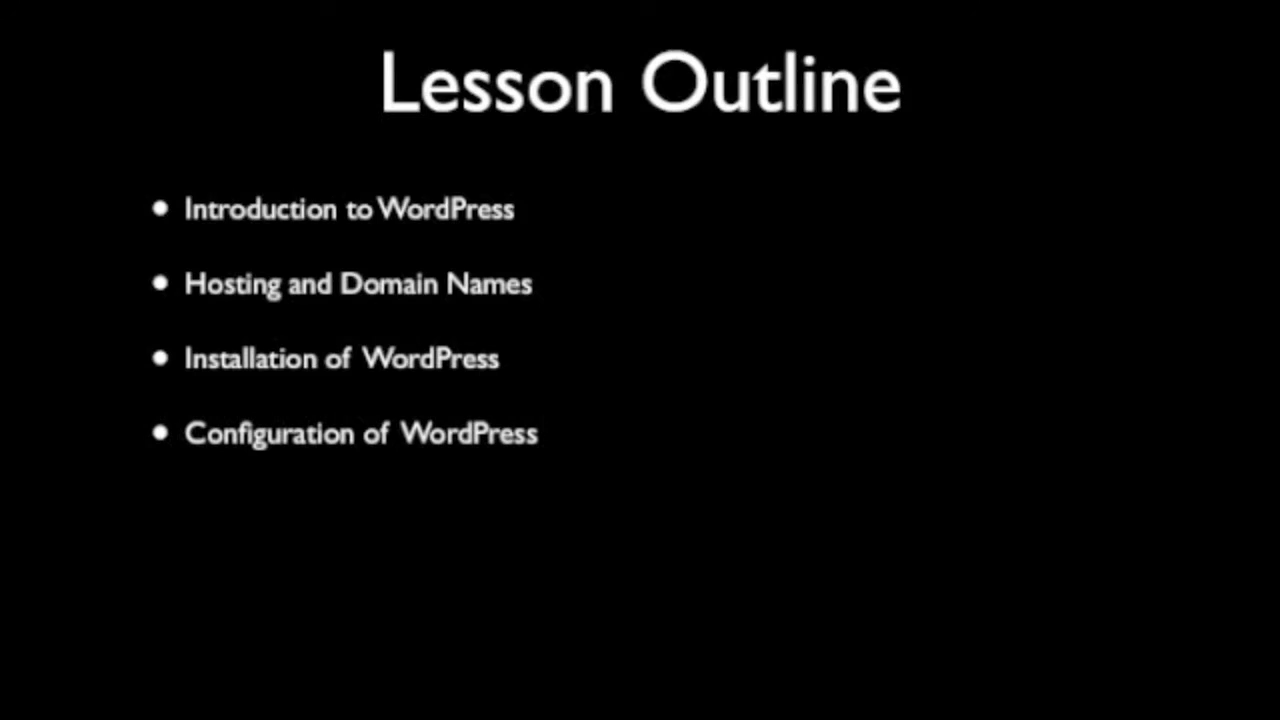 Lesson Outline
• Introduction to WordPress
• Hosting and Domain Names
• Installation of WordPress
• Configuration of WordPress